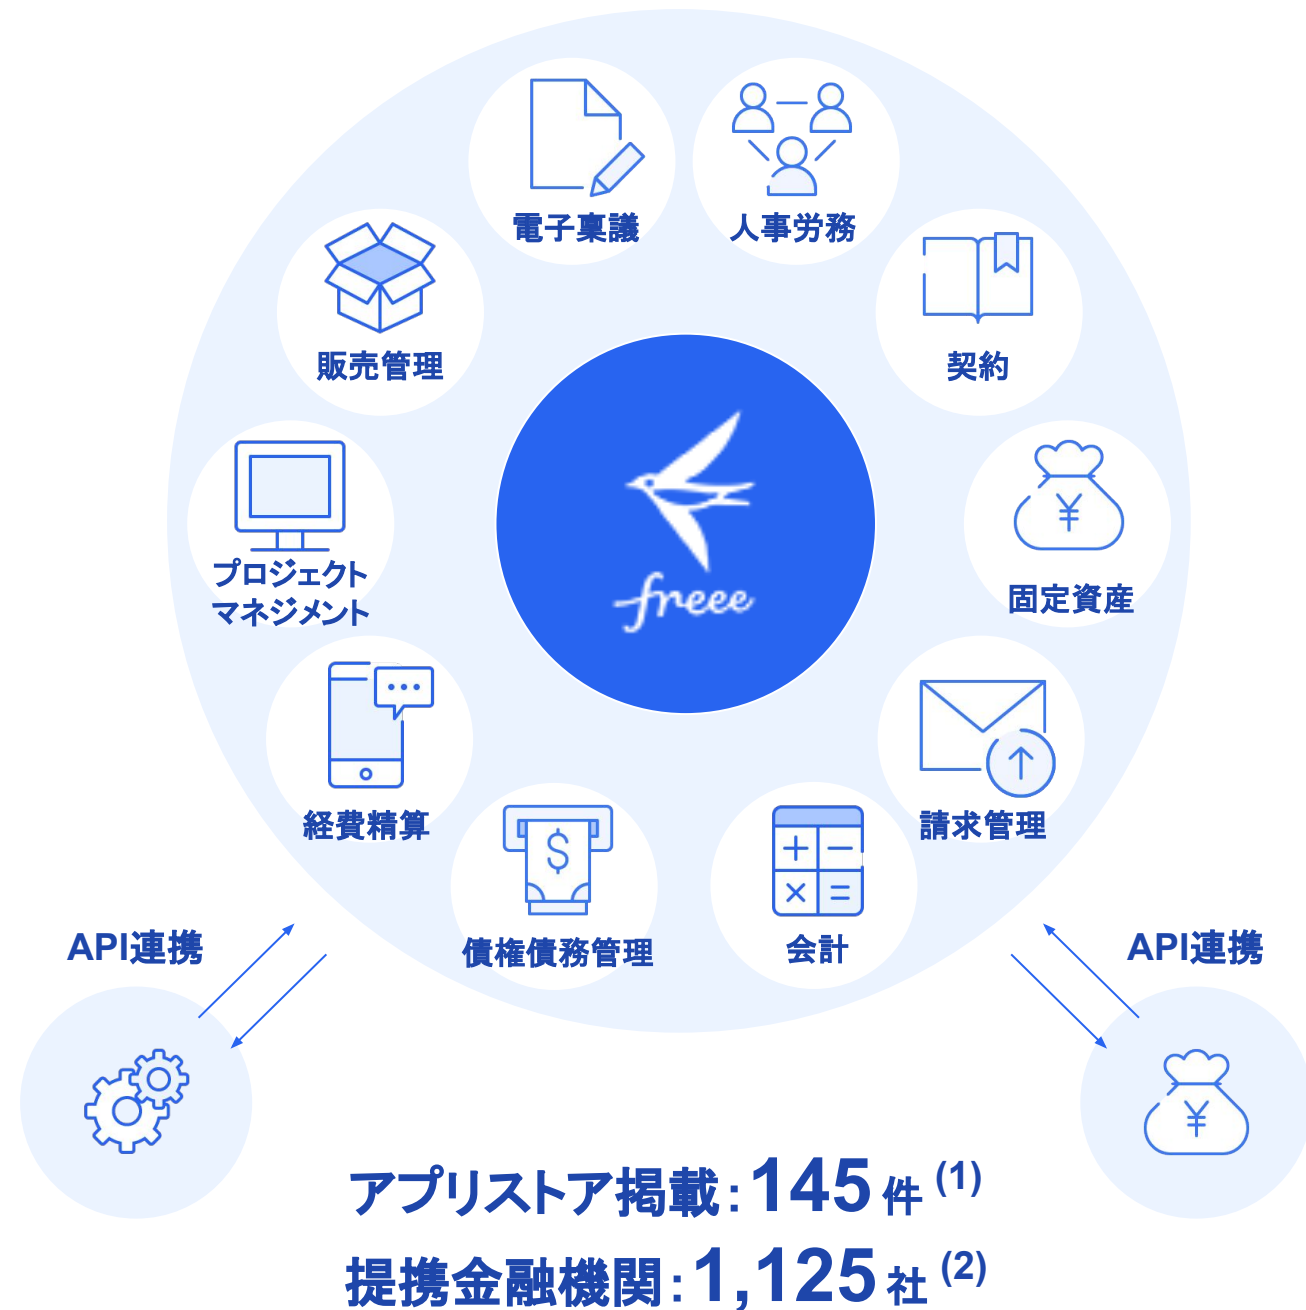 電子稟議
人事労務
販売管理
契約
freee
プロジェクト
マネジメント
固定資産
経費精算
請求管理
債権債務管理
会計
API連携
API連携
アプリストア掲載：145件 (1)
提携金融機関：1,125社 (2)